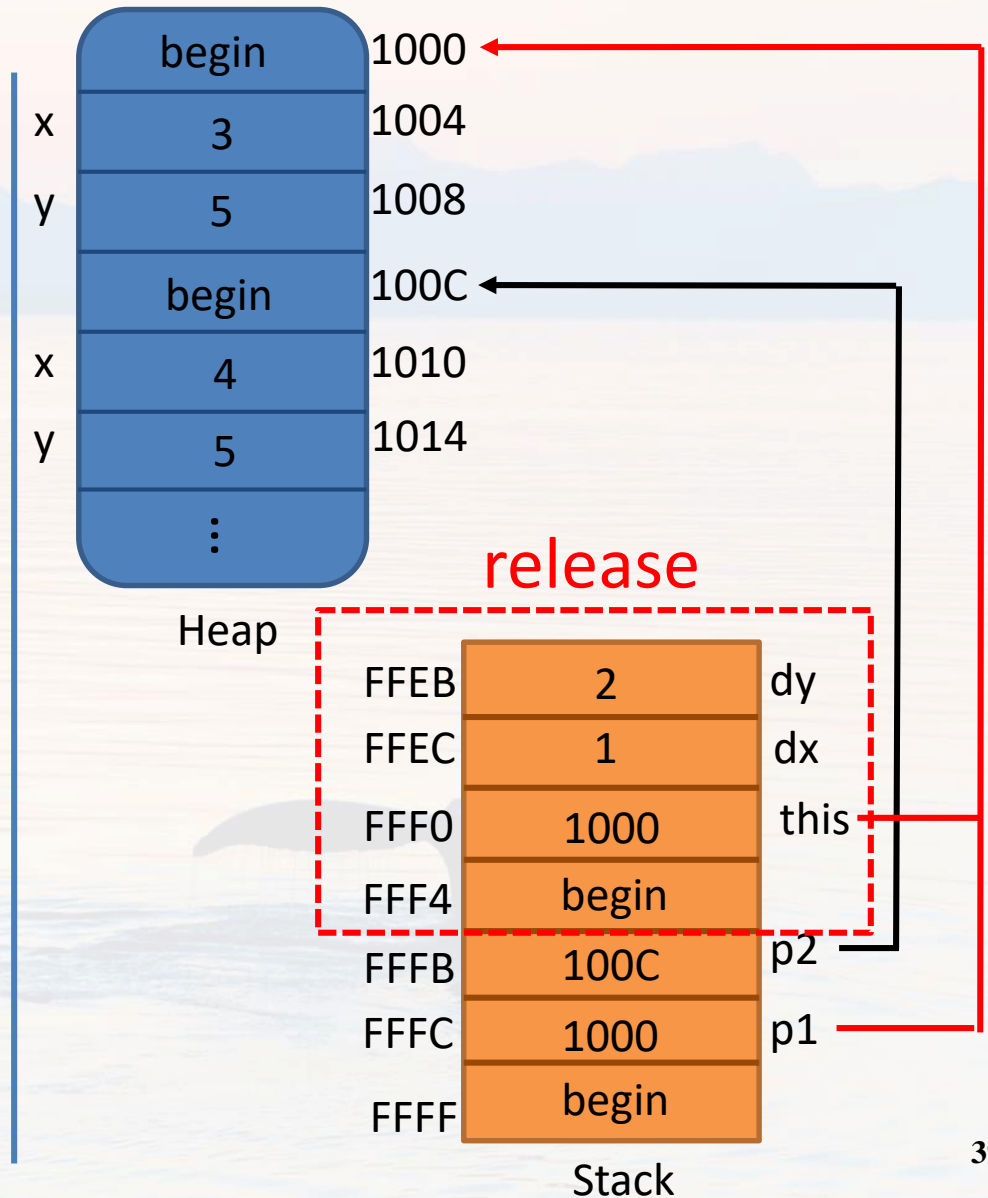 begin 1000
x 3 1004
y 5 1008
begin 100C
x 4 1010
y 5 1014
⋮
Heap
release
FFEB 2 dy
FFEC 1 dx
FFF0 1000 this
FFF4 begin
FFFB 100C p2
FFFC 1000 p1
FFFF begin
Stack